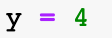 y = 4